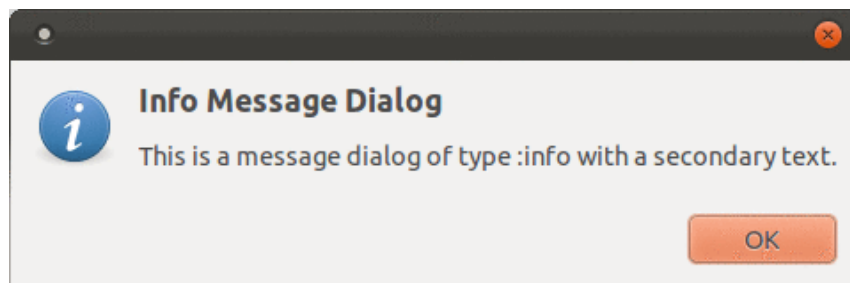 Info Message Dialog
This is a message dialog of type :info with a secondary text.
OK